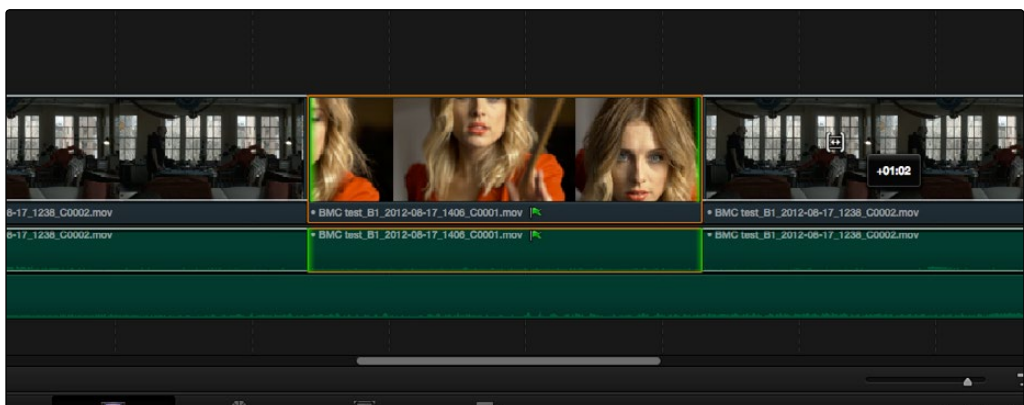 +01:02
8-17_1238_C0002.mov
• BMC test_B1_2012-08-17_1406_C0001.mov
• BMC test_B1_2012-08-17_1238_C0002.mov
8-17_1238_C0002.mov
• BMC test_B1_2012-08-17_1406_C0001.mov
• BMC test_B1_2012-08-17_1238_C0002.mov